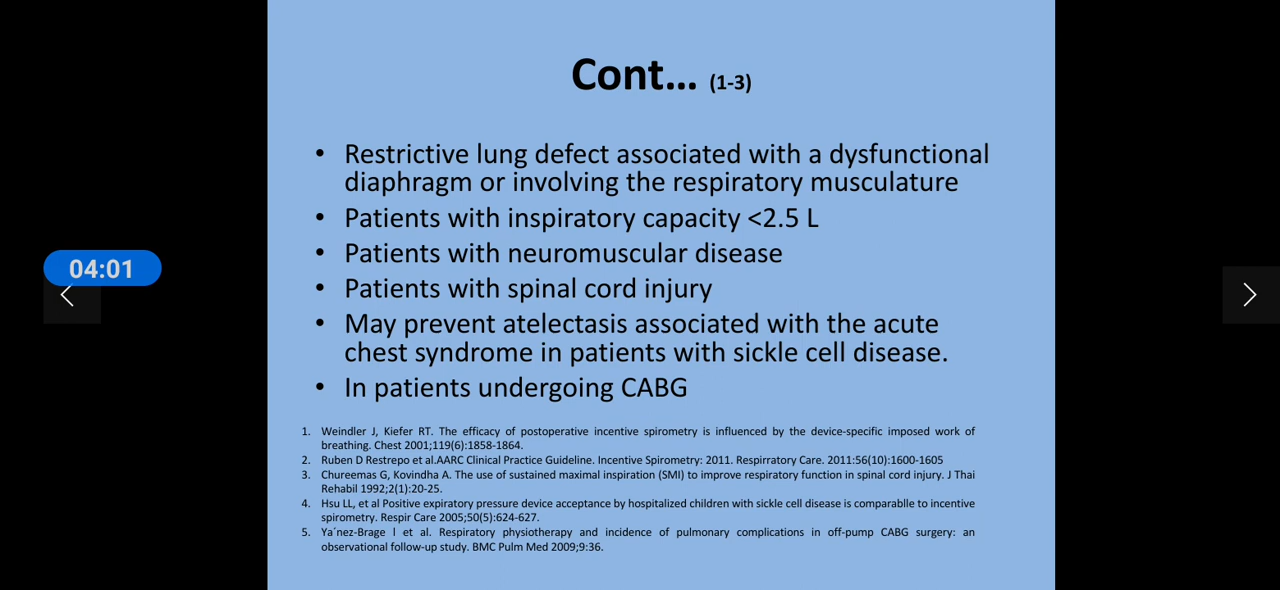 Cont... (1-3)
• Restrictive lung defect associated with a dysfunctional
diaphragm or involving the respiratory musculature
• Patients with inspiratory capacity <2.5 L
• Patients with neuromuscular disease
04:01
• Patients with spinal cord injury
• May prevent atelectasis associated with the acute
chest syndrome in patients with sickle cell disease.
• In patients undergoing CABG
1. Weindler J, Kiefer RT. The efficacy of postoperative incentive spirometry is influenced by the device-specific imposed work of
breathing. Chest 2001;119(6):1858-1864.
2. Ruben D Restrepo et al.AARC Clinical Practice Guideline. Incentive Spirometry: 2011. Respirratory Care. 2011:56(10):1600-1605
3. Chureemas G, Kovindha A. The use of sustained maximal inspiration (SMI) to improve respiratory function in spinal cord injury. J Thai
Rehabil 1992;2(1):20-25.
4. Hsu LL, et al Positive expiratory pressure device acceptance by hospitalized children with sickle cell disease is comparablle to incentive
spirometry. Respir Care 2005;50(5):624-627.
5. Ya´nez-Brage I et al. Respiratory physiotherapy and incidence of pulmonary complications in off-pump CABG surgery: an
observational follow-up study. BMC Pulm Med 2009;9:36.